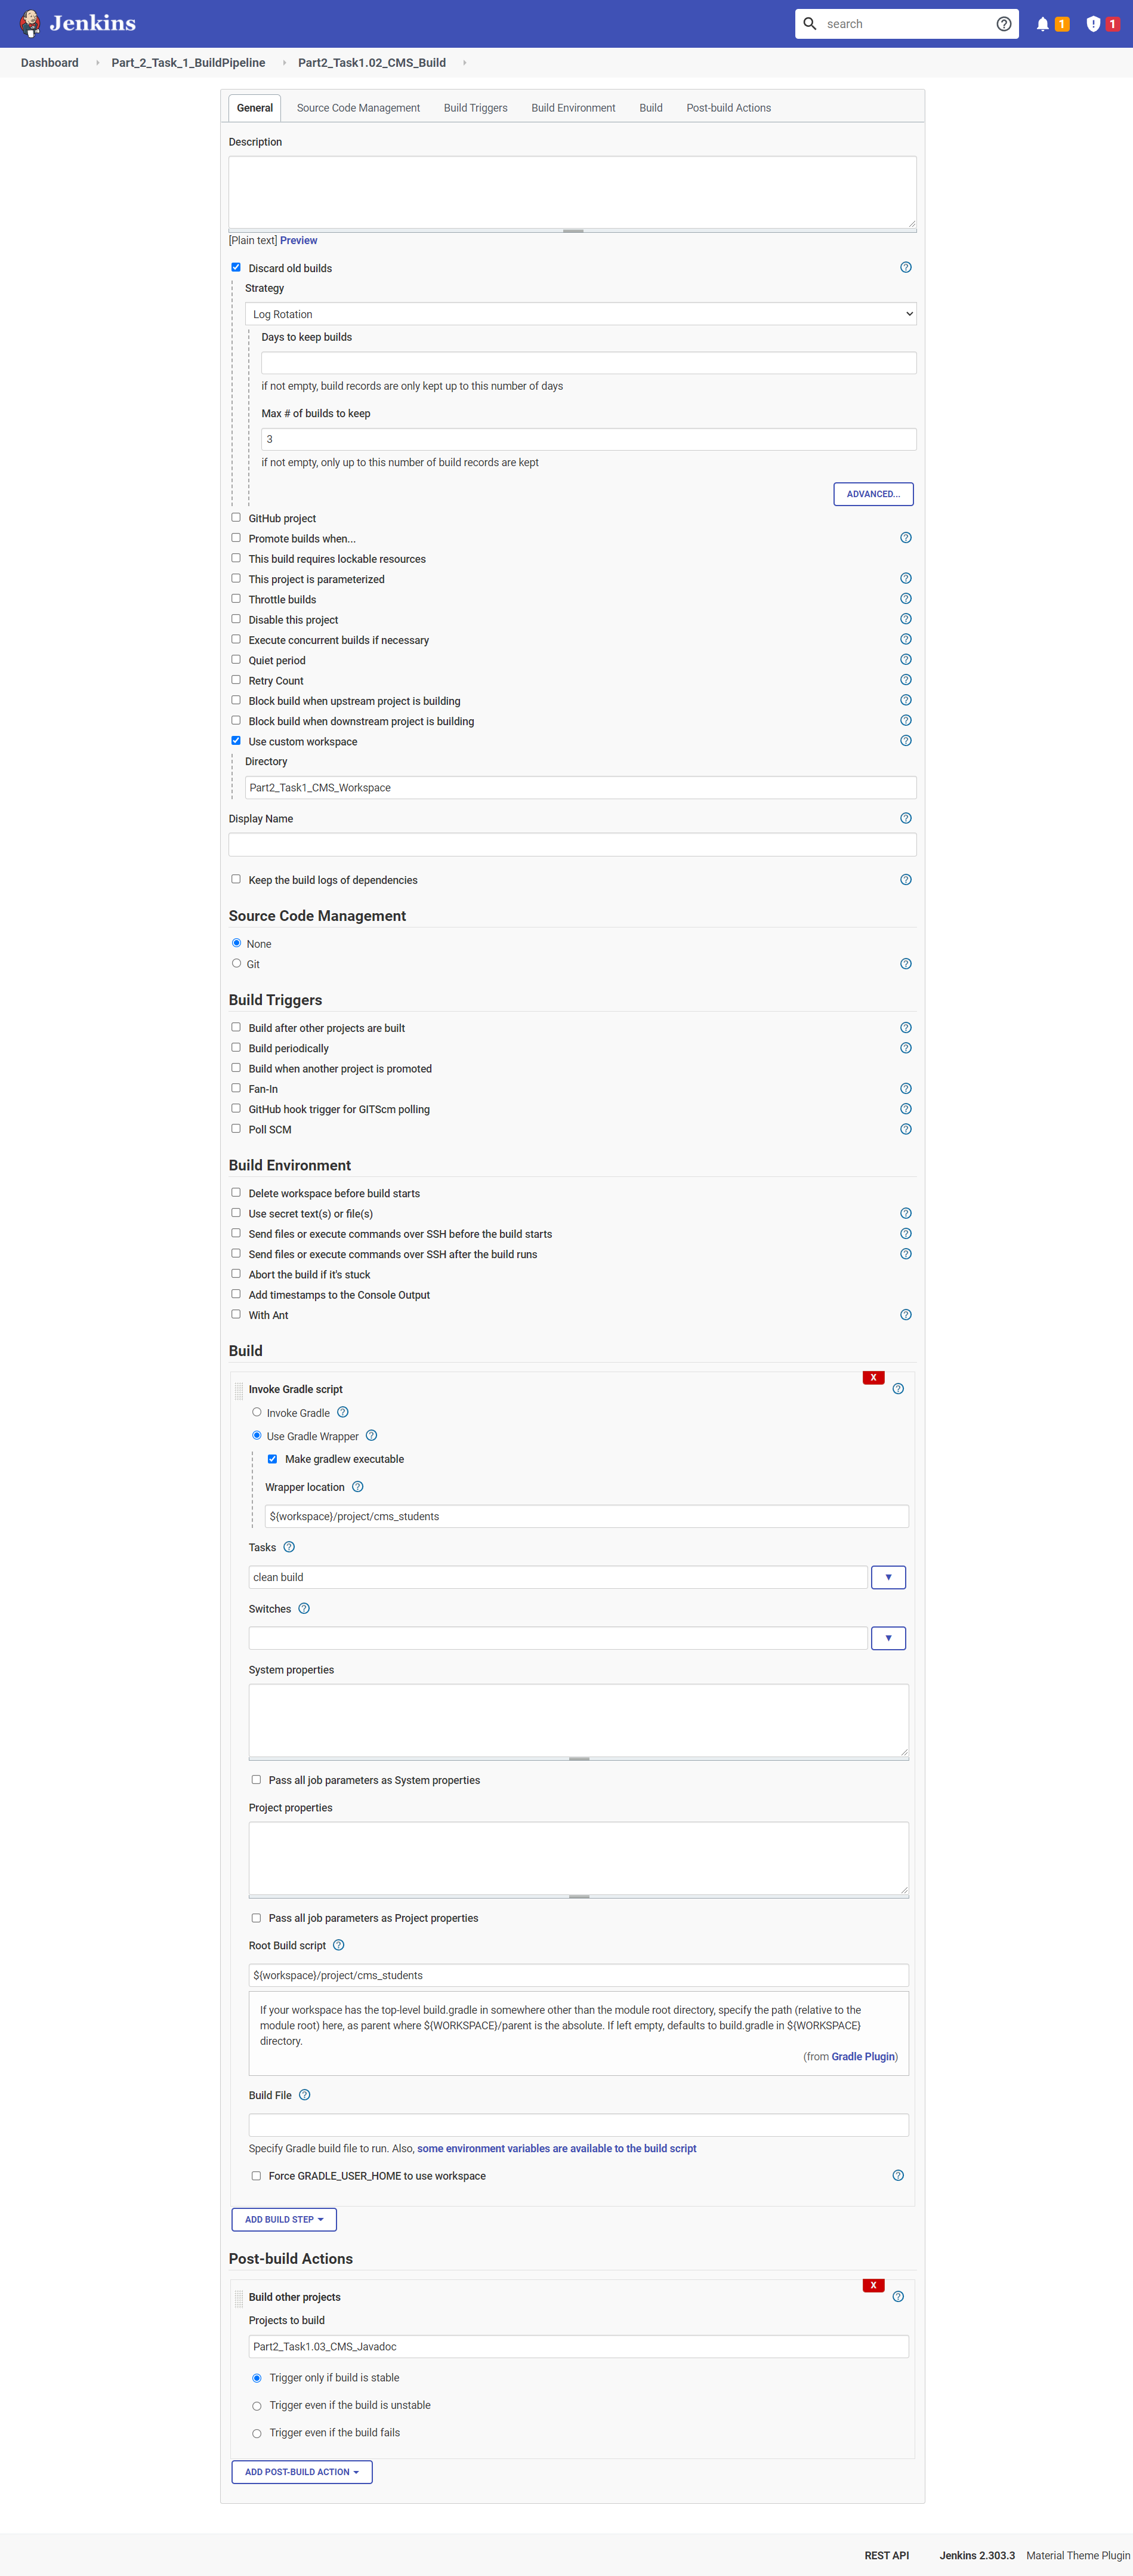 Jenkins
search
1
1
Dashboard
Part_2_Task_1_BuildPipeline
Part2_Task1.02_CMS_Build
General
Source Code Management
Build Triggers
Build Environment
Build
Post-build Actions
Description
[Plain text] Preview
Discard old builds
Strategy
Log Rotation
Days to keep builds
if not empty, build records are only kept up to this number of days
Max # of builds to keep
3
if not empty, only up to this number of build records are kept
ADVANCED...
GitHub project
Promote builds when...
This build requires lockable resources
This project is parameterized
Throttle builds
Disable this project
Execute concurrent builds if necessary
Quiet period
Retry Count
Block build when upstream project is building
Block build when downstream project is building
Use custom workspace
Directory
Part2_Task1_CMS_Workspace
Display Name
Keep the build logs of dependencies
Source Code Management
None
Git
Build Triggers
Build after other projects are built
Build periodically
Build when another project is promoted
Fan-In
GitHub hook trigger for GITScm polling
Poll SCM
Build Environment
Delete workspace before build starts
Use secret text(s) or file(s)
Send files or execute commands over SSH before the build starts
Send files or execute commands over SSH after the build runs
Abort the build if it's stuck
Add timestamps to the Console Output
With Ant
Build
X
Invoke Gradle script
Invoke Gradle
Use Gradle Wrapper
Make gradlew executable
Wrapper location
${workspace}/project/cms_students
Tasks
clean build
Switches
System properties
Pass all job parameters as System properties
Project properties
Pass all job parameters as Project properties
Root Build script
${workspace}/project/cms_students
If your workspace has the top-level build.gradle in somewhere other than the module root directory, specify the path (relative to the
module root) here, as parent where ${WORKSPACE}/parent is the absolute. If left empty, defaults to build.gradle in ${WORKSPACE}
directory.
(from Gradle Plugin)
Build File
Specify Gradle build file to run. Also, some environment variables are available to the build script
Force GRADLE_USER_HOME to use workspace
ADD BUILD STEP
Post-build Actions
X
Build other projects
Projects to build
Part2_Task1.03_CMS_Javadoc
Trigger only if build is stable
Trigger even if the build is unstable
Trigger even if the build fails
ADD POST-BUILD ACTION
REST API
Jenkins 2.303.3
Material Theme Plugin